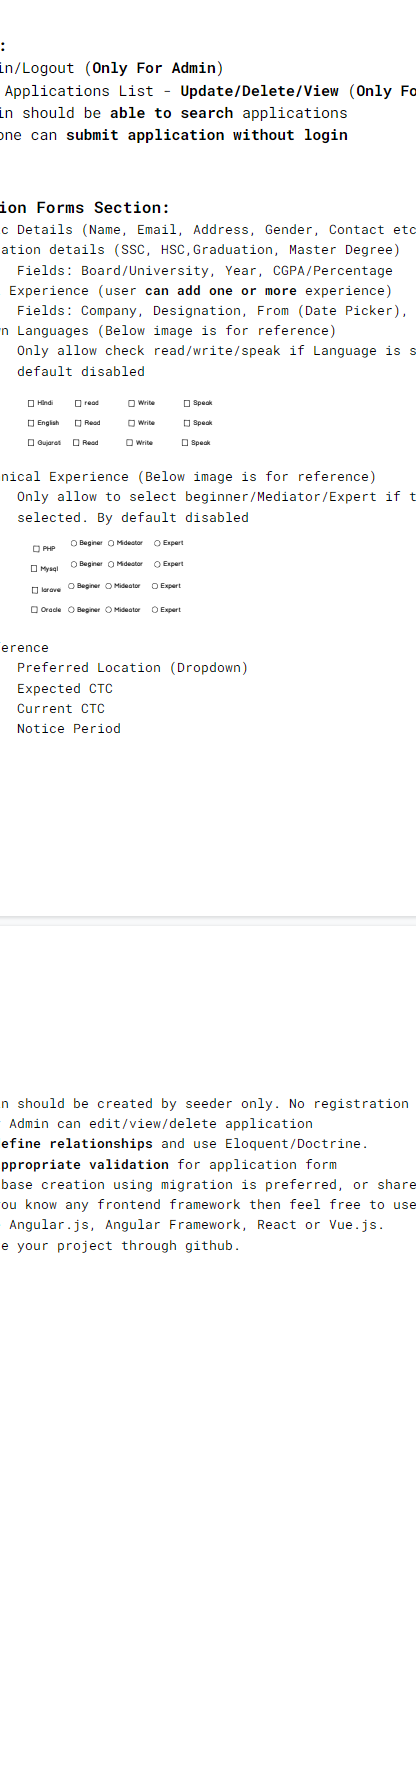 :
in/Logout (Only For Admin)
Applications List - Update/Delete/View (Only Fo
in should be able to search applications
one can submit application without login
ion Forms Section:
c Details (Name, Email, Address, Gender, Contact etc
ation details (SSC, HSC,Graduation, Master Degree)
Fields: Board/University, Year, CGPA/Percentage
Experience (user can add one or more experience)
Fields: Company, Designation, From (Date Picker),
n Languages (Below image is for reference)
Only allow check read/write/speak if Language is s
default disabled
HIndi read Write Speak
English Read Write Speak
Gujarati Read Write Speak
nical Experience (Below image is for reference)
Only allow to select beginner/Mediator/Expert if t
selected. By default disabled
PHP Beginer Mideator Expert
Mysql Beginer Mideator Expert
larave Beginer Mideator Expert
Oracle Beginer Mideator Expert
erence
Preferred Location (Dropdown)
Expected CTC
Current CTC
Notice Period
n should be created by seeder only. No registration
Admin can edit/view/delete application
efine relationships and use Eloquent/Doctrine.
ppropriate validation for application form
base creation using migration is preferred, or share
you know any frontend framework then feel free to use
Angular.js, Angular Framework, React or Vue.js.
e your project through github.